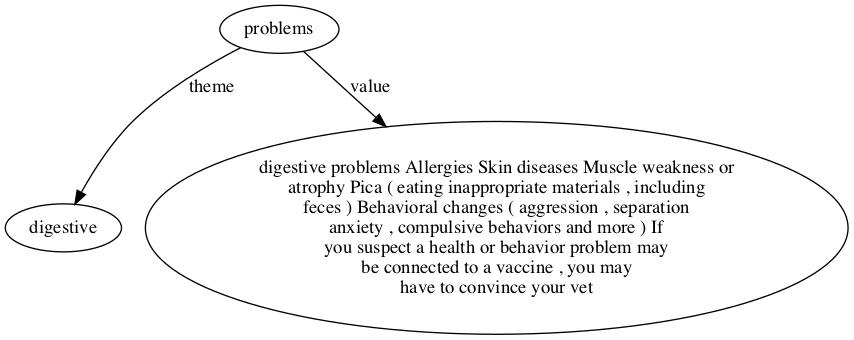 problems
theme
value
digestive problems Allergies Skin diseases Muscle weakness or
atrophy Pica ( eating inappropriate materials , including
feces ) Behavioral changes ( aggression , separation
anxiety , compulsive behaviors and more ) If
you suspect a health or behavior problem may
be connected to a vaccine , you may
have to convince your vet
digestive